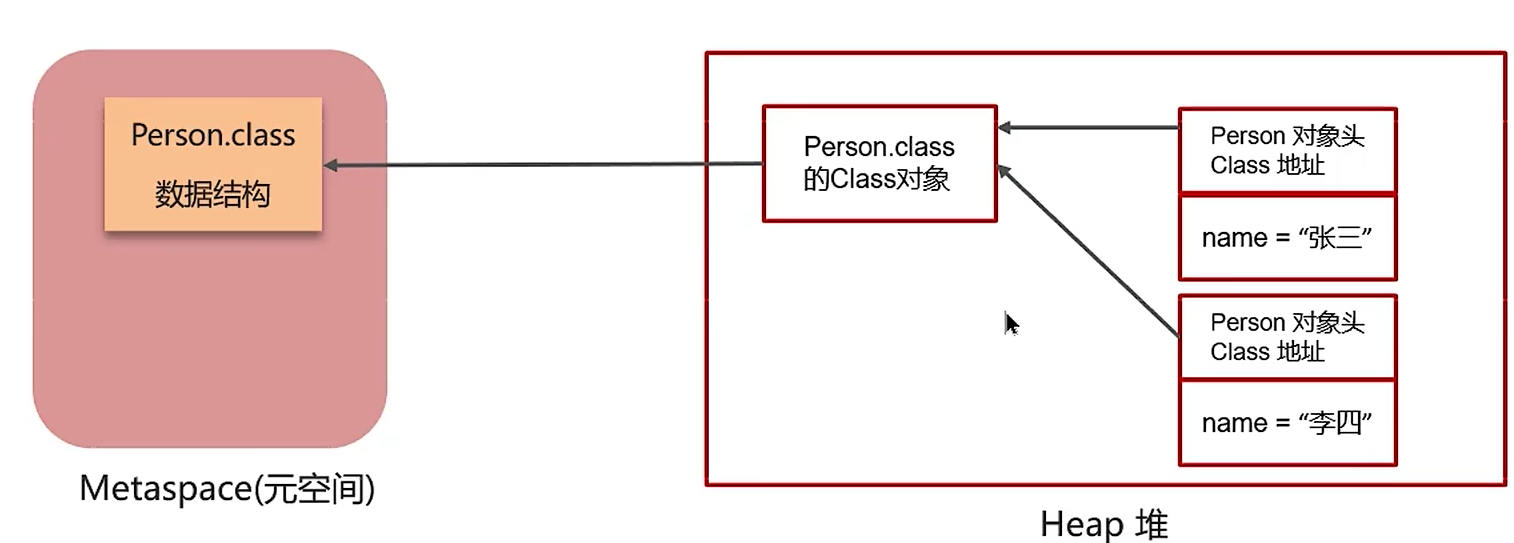 Person.class
数据结构
Metaspace(元空间)
Person.class
的Class对象
Person 对象头
Class 地址
name = “张三”
Person 对象头
Class 地址
name = “李四”
Heap 堆